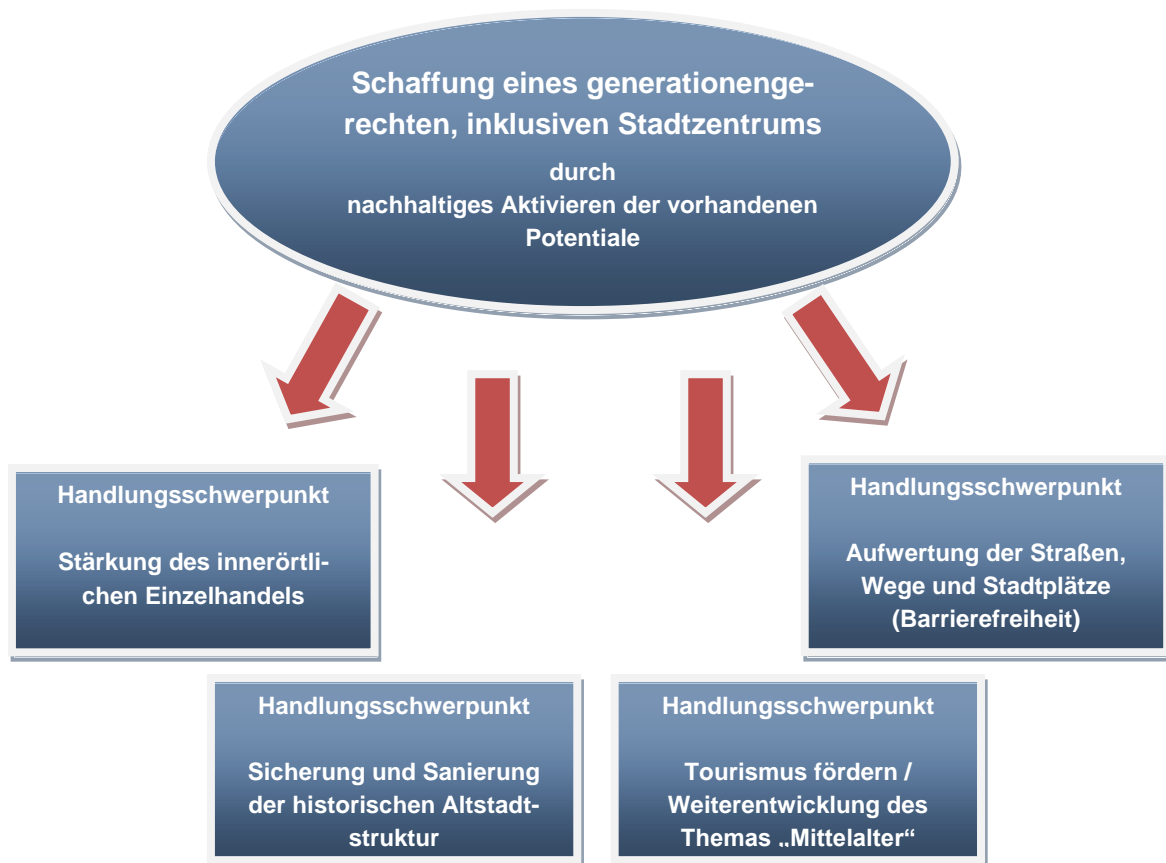 Schaffung eines generationenge-
rechten, inklusiven Stadtzentrums
durch
nachhaltiges Aktivieren der vorhandenen
Potentiale
Handlungsschwerpunkt
Stärkung des innerörtli-
chen Einzelhandels
Handlungsschwerpunkt
Aufwertung der Straßen,
Wege und Stadtplätze
(Barrierefreiheit)
Handlungsschwerpunkt
Sicherung und Sanierung
der historischen Altstadt-
struktur
Handlungsschwerpunkt
Tourismus fördern /
Weiterentwicklung des
Themas „Mittelalter“